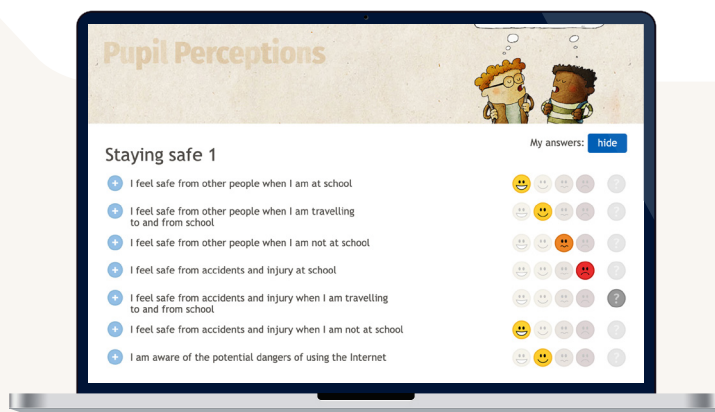 Pupil Perceptions
My answers: hide
Staying safe 1
+ I feel safe from other people when I am at school
+ I feel safe from other people when I am travelling
to and from school
+ I feel safe from other people when I am not at school
+ I feel safe from accidents and injury at school
+ I feel safe from accidents and injury when I am travelling
to and from school
+ I feel safe from accidents and injury when I am not at school
+ I am aware of the potential dangers of using the Internet